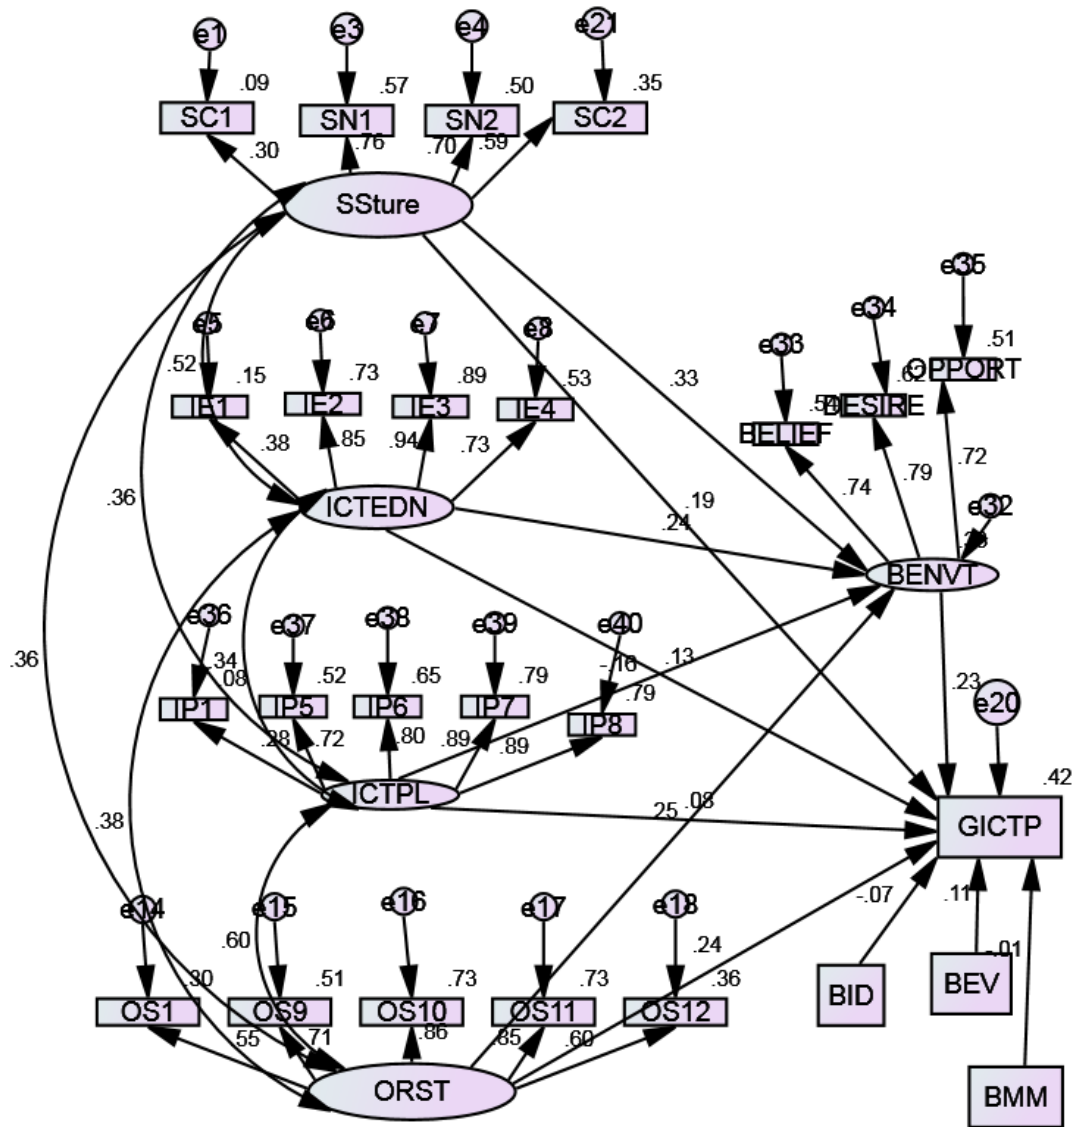 e1
e3
e4
e21
.09
.57
.50
.35
SC1
SN1
SN2
SC2
.30
.76
.70
.59
SSture
e35
e34
e33
e5
e6
e7
e8
.52
.15
.73
.89
.53
.33
.51
OPPORT
.62
DESIRE
.54
BELIEF
IE1
IE2
IE3
IE4
.38
.85
.94
.73
.74
.79
.72
.36
ICTEDN
.19
.24
e32
BENVT
e36
e37
e38
e39
e40
.36
.34
.08
.52
.65
.79
-.16
.13
.79
IP1
IP5
IP6
IP7
IP8
.28
.72
.80
.89
.89
.23
e20
ICTPL
.42
.38
.25
.08
GICTP
e14
e15
e16
e17
e18
-.07
.11
.60
.24
-.01
.30
.51
.73
.73
.36
OS1
OS9
OS10
OS11
OS12
BID
BEV
.55
.71
.86
.85
.60
ORST
BMM